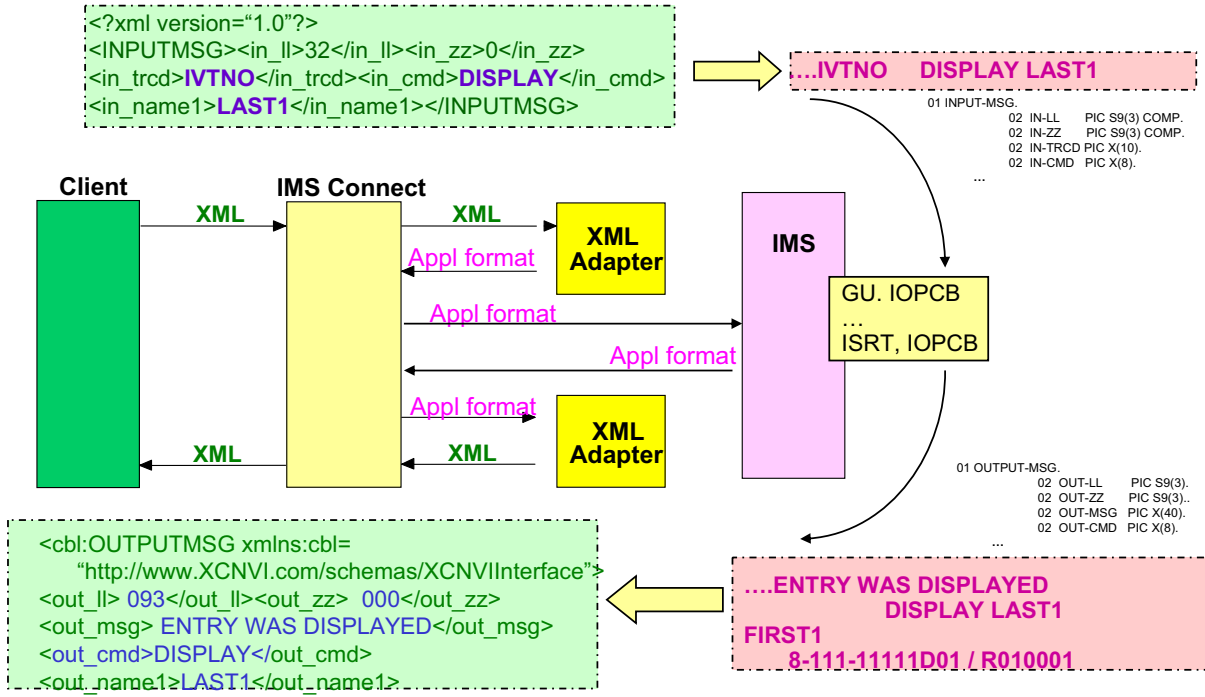 <?xml version=“1.0”?>
<INPUTMSG><in_ll>32</in_ll><in_zz>0</in_zz>
<in_trcd>IVTNO</in_trcd><in_cmd>DISPLAY</in_cmd>
<in_name1>LAST1</in_name1></INPUTMSG>
….IVTNO DISPLAY LAST1
01 INPUT-MSG.
02 IN-LL PIC S9(3) COMP.
02 IN-ZZ PIC S9(3) COMP.
02 IN-TRCD PIC X(10).
02 IN-CMD PIC X(8).
...
Client
IMS Connect
XML
XML
XML
Adapter
Appl format
IMS
GU. IOPCB
…
ISRT, IOPCB
Appl format
Appl format
Appl format
XML
Adapter
XML
XML
01 OUTPUT-MSG.
02 OUT-LL PIC S9(3).
02 OUT-ZZ PIC S9(3)..
02 OUT-MSG PIC X(40).
02 OUT-CMD PIC X(8).
...
<cbl:OUTPUTMSG xmlns:cbl=
“http://www.XCNVI.com/schemas/XCNVIInterface”>
<out_ll> 093</out_ll><out_zz> 000</out_zz>
<out_msg> ENTRY WAS DISPLAYED</out_msg>
<out_cmd>DISPLAY</out_cmd>
<out_name1>LAST1</out_name1>
….ENTRY WAS DISPLAYED
DISPLAY LAST1
FIRST1
8-111-11111D01 / R010001